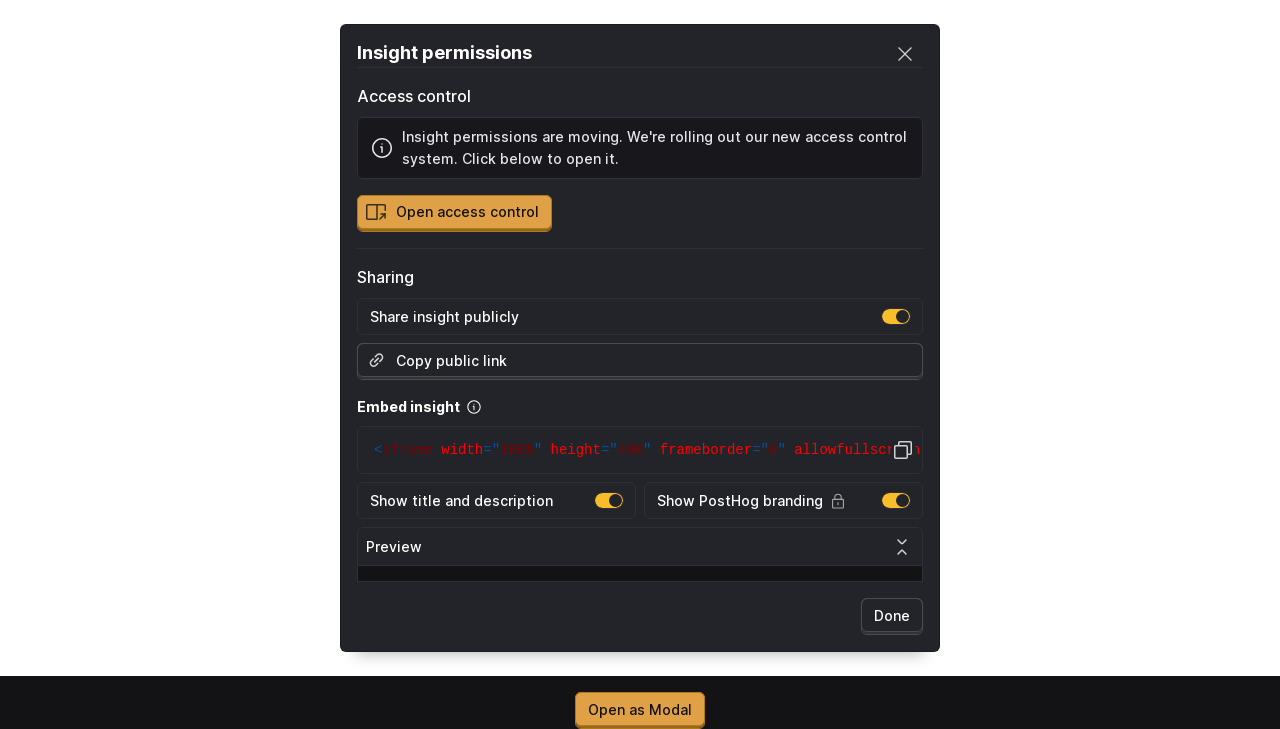 Insight permissions
Access control
Insight permissions are moving. We're rolling out our new access control
system. Click below to open it.
Open access control
Sharing
Share insight publicly
Copy public link
Embed insight
<iframe width="100%" height="400" frameborder="0" allowfullscr
Show title and description
Show PostHog branding
Preview
Done
Open as Modal